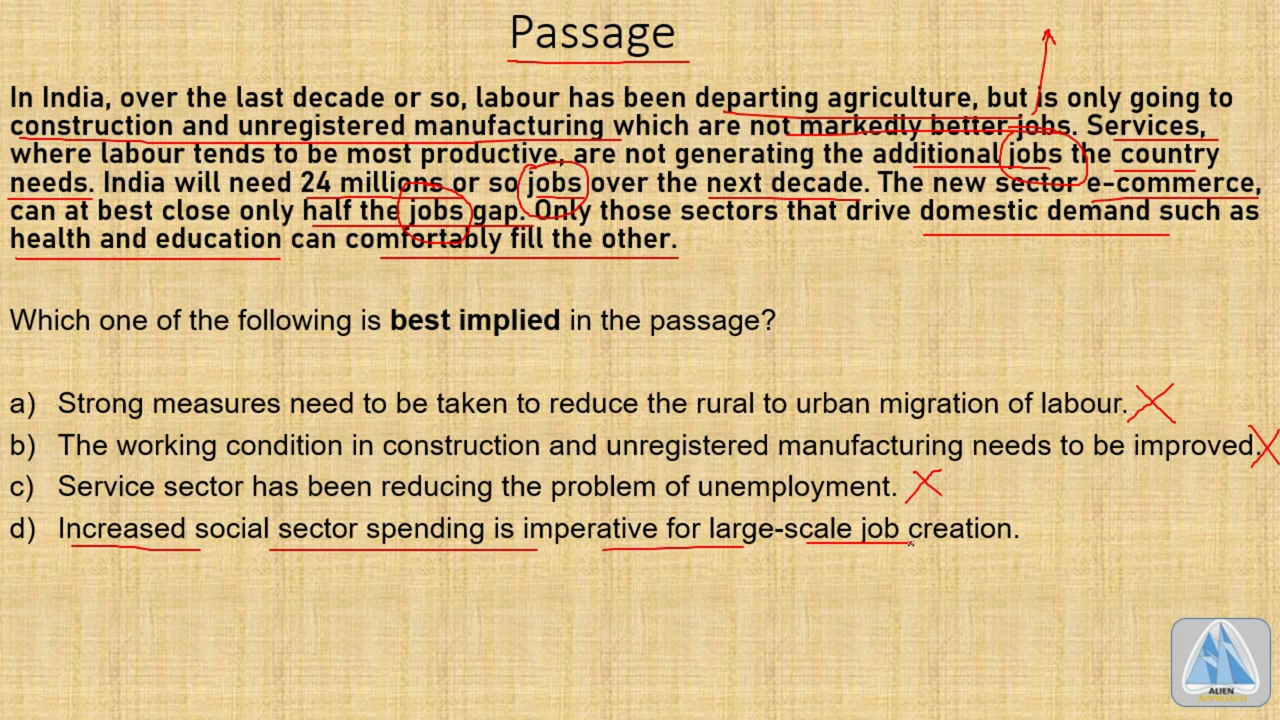 Passage
In India, over the last decade or so, labour has been departing agriculture, but is only going to
construction and unregistered manufacturing which are not markedly better jobs. Services,
where labour tends to be most productive, are not generating the additional jobs the country
needs. India will need 24 millions or so jobs over the next decade. The new sector e-commerce,
can at best close only half the jobs gap. Only those sectors that drive domestic demand such as
health and education can comfortably fill the other.
Which one of the following is best implied in the passage?
a) Strong measures need to be taken to reduce the rural to urban migration of labour.
b) The working condition in construction and unregistered manufacturing needs to be improved.
c) Service sector has been reducing the problem of unemployment.
d) Increased social sector spending is imperative for large-scale job creation.
ALIEN